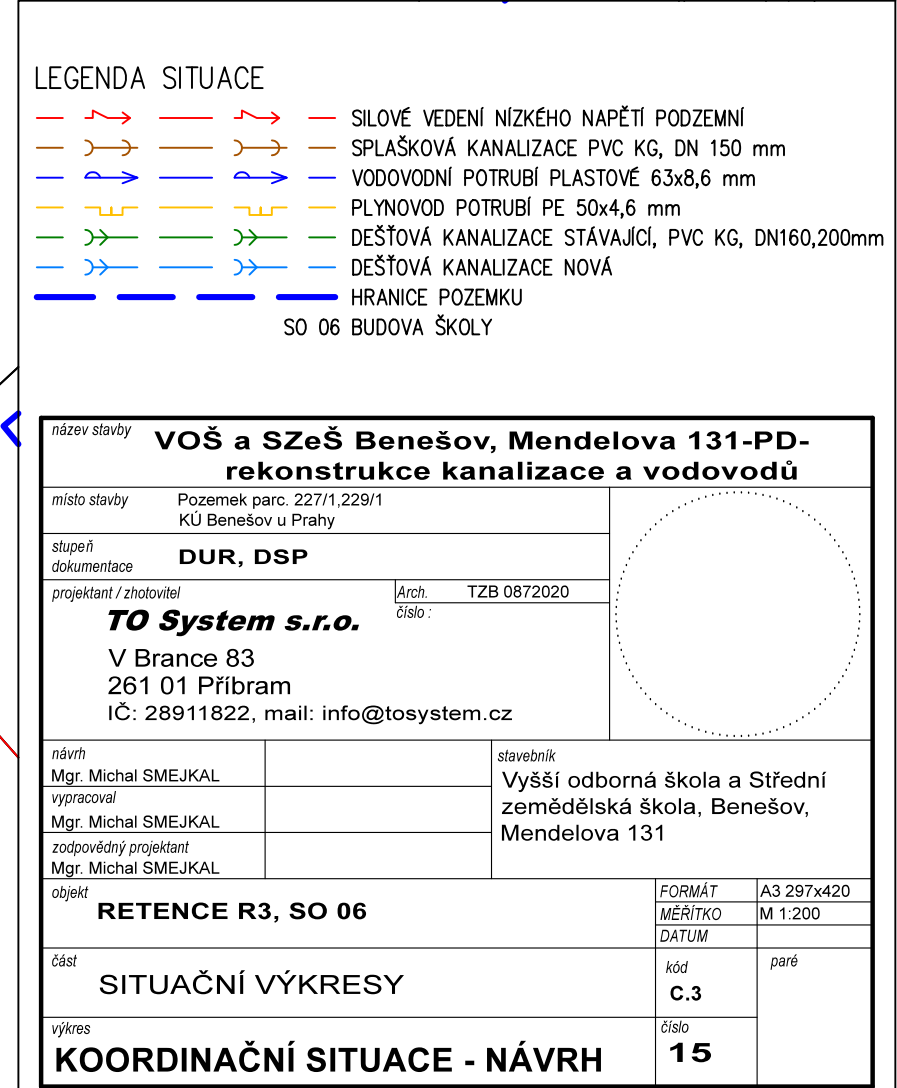 LEGENDA SITUACE
SILOVÉ VEDENÍ NÍZKÉHO NAPĚTÍ PODZEMNÍ
SPLAŠKOVÁ KANALIZACE PVC KG, DN 150 mm
VODOVODNÍ POTRUBÍ PLASTOVÉ 63x8,6 mm
PLYNOVOD POTRUBÍ PE 50x4,6 mm
DEŠŤOVÁ KANALIZACE STÁVAJÍCÍ, PVC KG, DN160,200mm
DEŠŤOVÁ KANALIZACE NOVÁ
HRANICE POZEMKU
SO 06 BUDOVA ŠKOLY
název stavby
VOŠ a SZeŠ Benešov, Mendelova 131-PD-
rekonstrukce kanalizace a vodovodů
místo stavby
Pozemek parc. 227/1,229/1
KÚ Benešov u Prahy
stupeň
dokumentace
DUR, DSP
projektant / zhotovitel
Arch.
číslo :
TZB 0872020
TO System s.r.o.
V Brance 83
261 01 Příbram
IČ: 28911822, mail: info@tosystem.cz
návrh
Mgr. Michal SMEJKAL
vypracoval
Mgr. Michal SMEJKAL
zodpovědný projektant
Mgr. Michal SMEJKAL
stavebník
Vyšší odborná škola a Střední
zemědělská škola, Benešov,
Mendelova 131
objekt
RETENCE R3, SO 06
FORMÁT A3 297x420
MĚŘÍTKO M 1:200
DATUM
část
SITUAČNÍ VÝKRESY
kód
C.3
paré
výkres
KOORDINAČNÍ SITUACE - NÁVRH
číslo
15